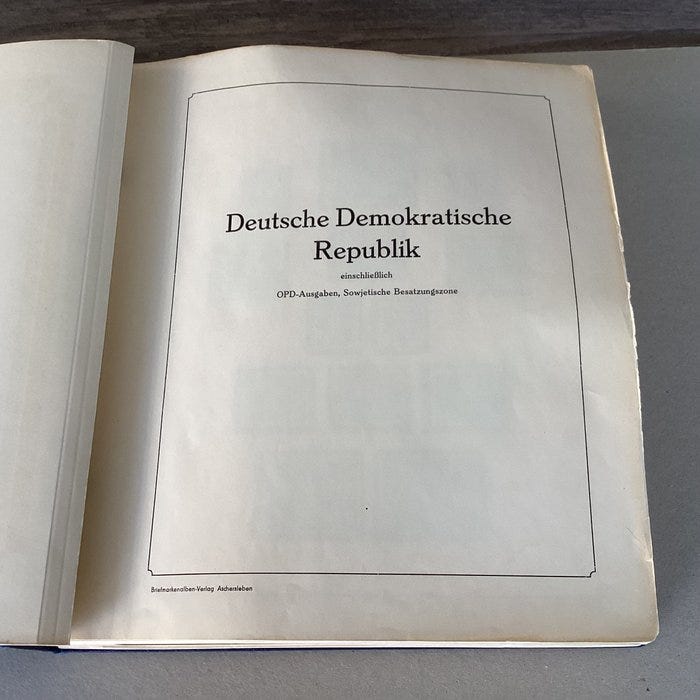 Deutsche Demokratische
Republik
einschließlich
OPD-Ausgaben, Sowjetische Besatzungszone
Briefmarkenalben-Verlag Aschersleben